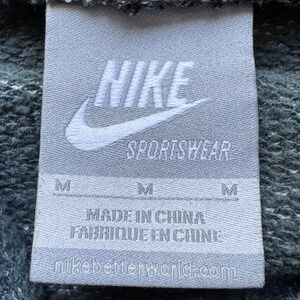 NIKE
SPORTSWEAR
M M M
MADE IN CHINA
FABRIQUE EN CHINE
nikebetterworld.com